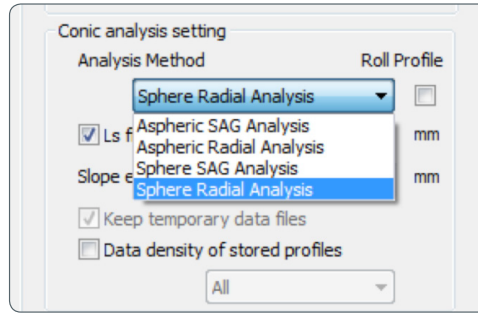 Conic analysis setting
Analysis Method Roll Profile
Sphere Radial Analysis
Aspheric SAG Analysis
Ls f mm
Aspheric Radial Analysis
Sphere SAG Analysis
Slope e mm
Sphere Radial Analysis
Keep temporary data files
Data density of stored profiles
All